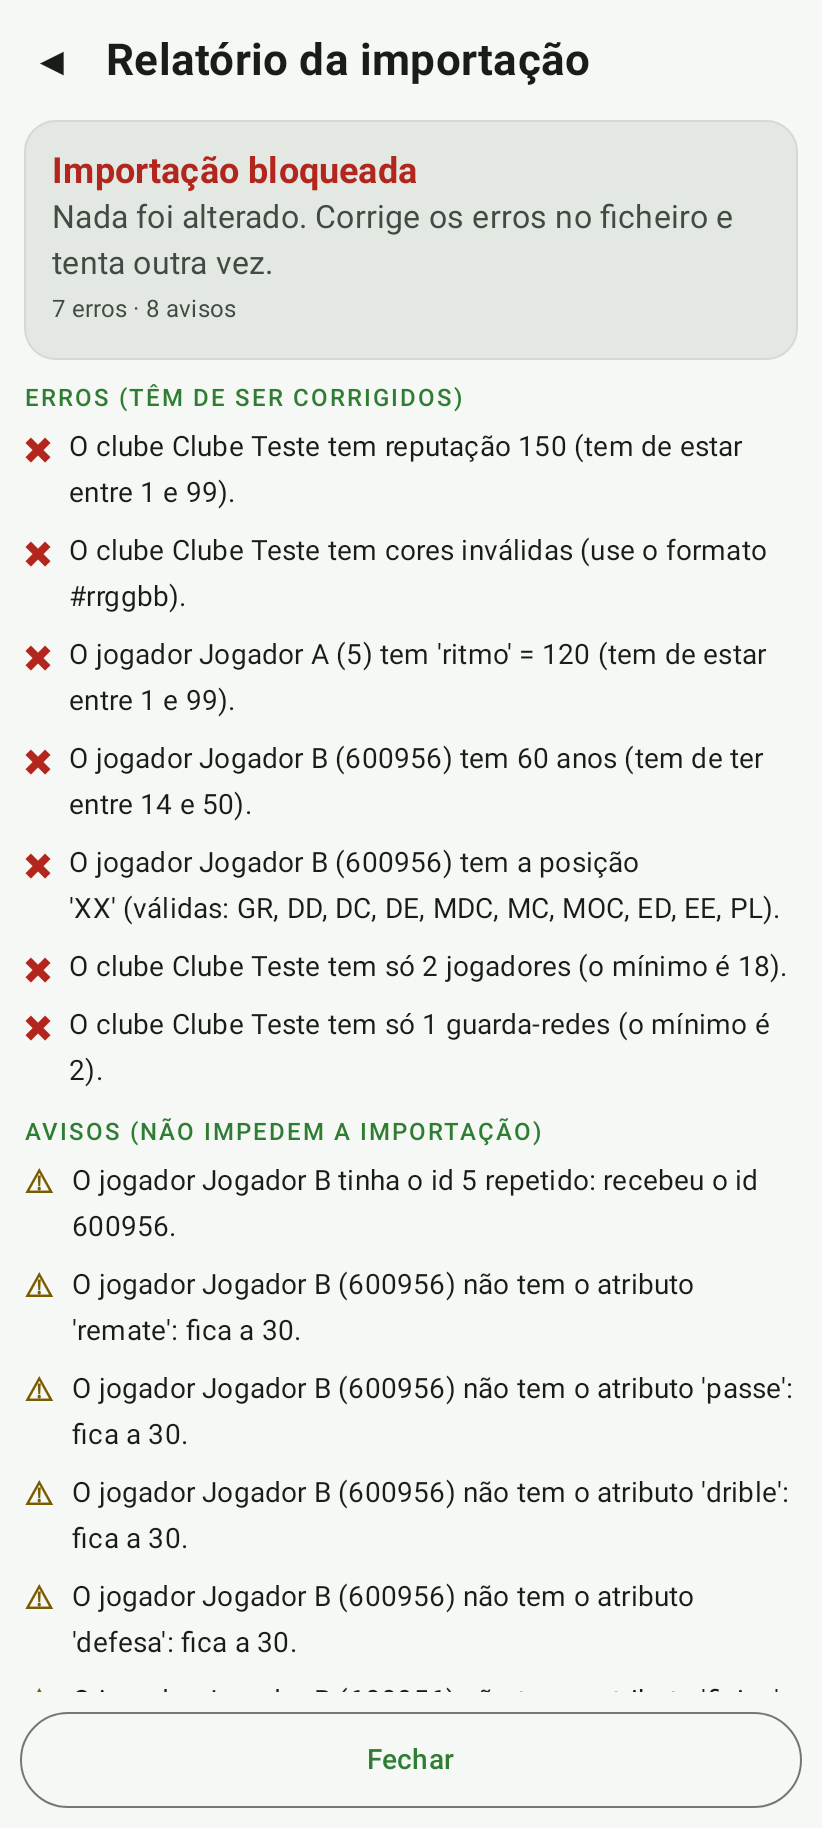 Relatório da importação
Importação bloqueada
Nada foi alterado. Corrige os erros no ficheiro e
tenta outra vez.
7 erros · 8 avisos
ERROS (TÊM DE SER CORRIGIDOS)
O clube Clube Teste tem reputação 150 (tem de estar
entre 1 e 99).
O clube Clube Teste tem cores inválidas (use o formato
#rrggbb).
O jogador Jogador A (5) tem 'ritmo' = 120 (tem de estar
entre 1 e 99).
O jogador Jogador B (600956) tem 60 anos (tem de ter
entre 14 e 50).
O jogador Jogador B (600956) tem a posição
'XX' (válidas: GR, DD, DC, DE, MDC, MC, MOC, ED, EE, PL).
O clube Clube Teste tem só 2 jogadores (o mínimo é 18).
O clube Clube Teste tem só 1 guarda-redes (o mínimo é
2).
AVISOS (NÃO IMPEDEM A IMPORTAÇÃO)
O jogador Jogador B tinha o id 5 repetido: recebeu o id
600956.
O jogador Jogador B (600956) não tem o atributo
'remate': fica a 30.
O jogador Jogador B (600956) não tem o atributo 'passe':
fica a 30.
O jogador Jogador B (600956) não tem o atributo 'drible':
fica a 30.
O jogador Jogador B (600956) não tem o atributo
'defesa': fica a 30.
Fechar